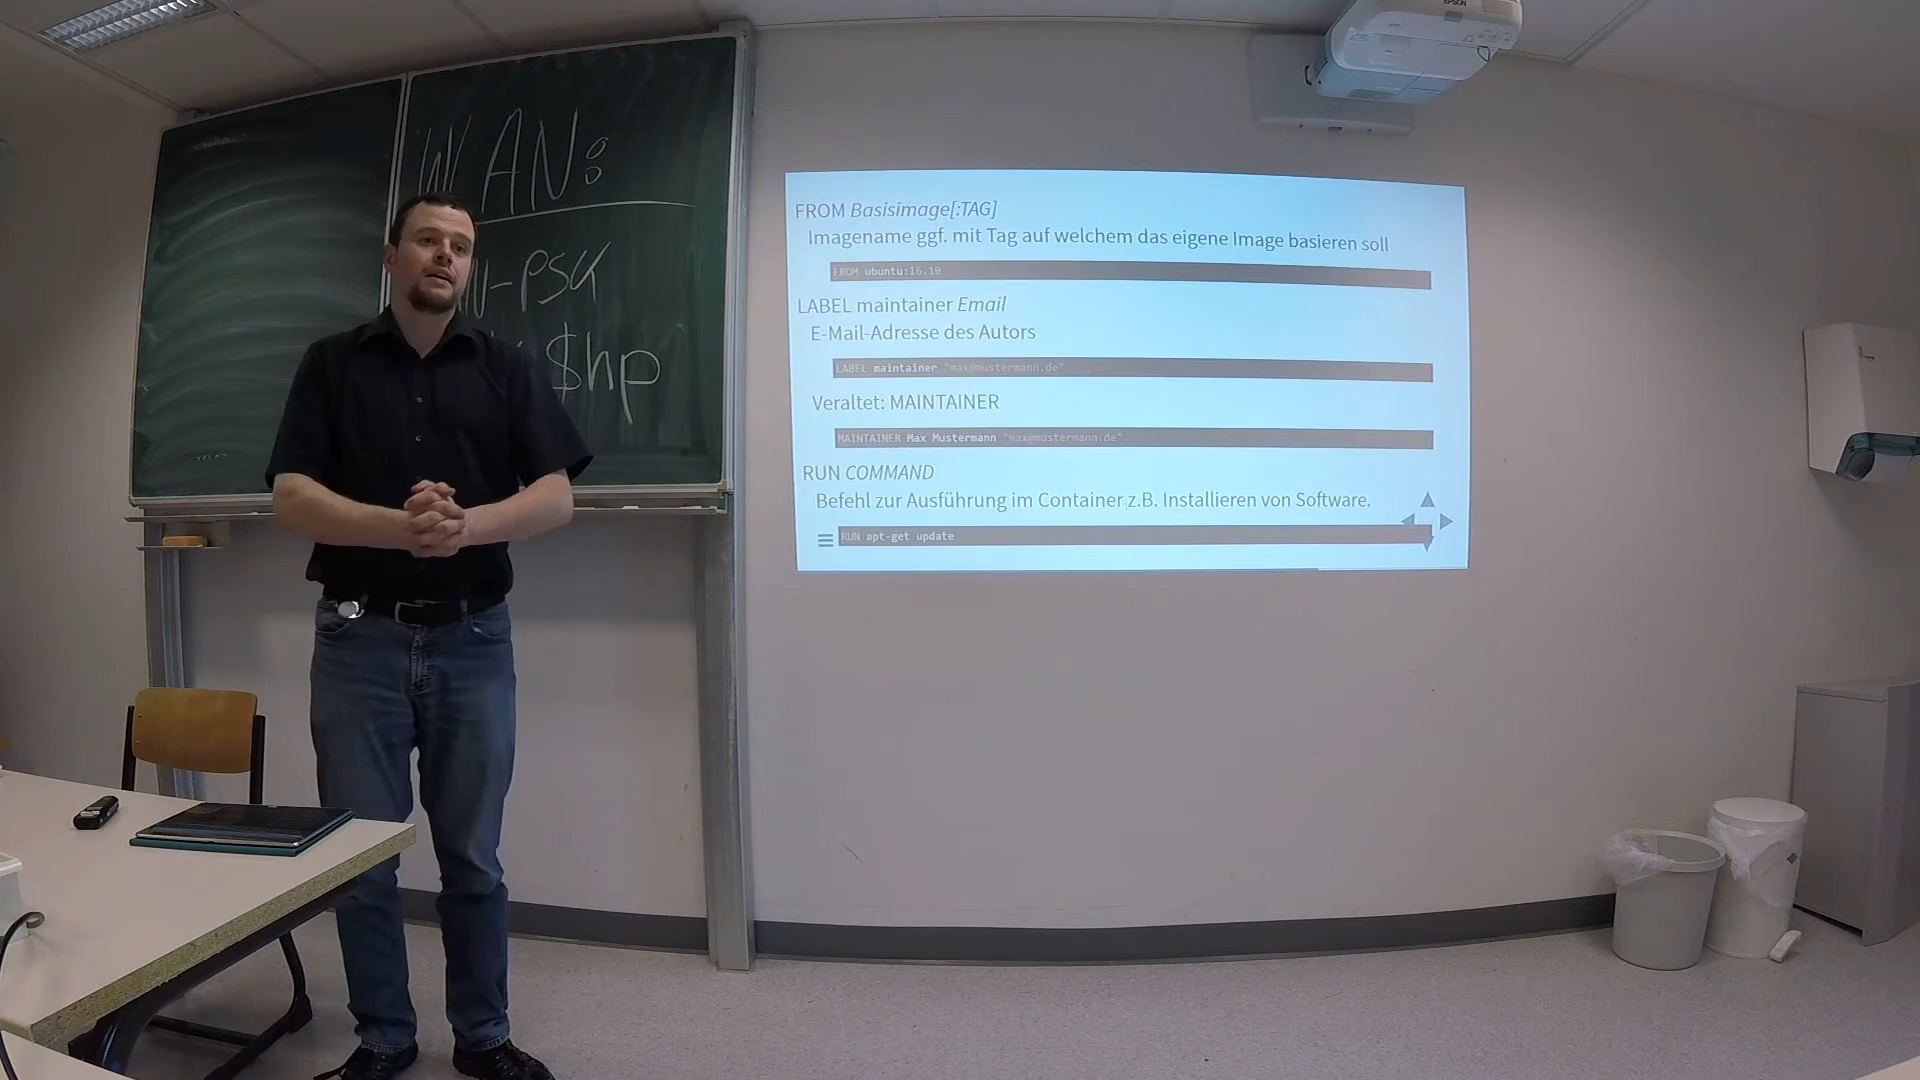 WLAN:
-psk
$hp
EPSON
FROM Basisimage[:TAG]
Imagename ggf. mit Tag auf welchem das eigene Image basieren soll
FROM ubuntu:16.10
LABEL maintainer Email
E-Mail-Adresse des Autors
LABEL maintainer "max@mustermann.de"
Veraltet: MAINTAINER
MAINTAINER Max Mustermann "max@mustermann.de"
RUN COMMAND
Befehl zur Ausführung im Container z.B. Installieren von Software.
RUN apt-get update